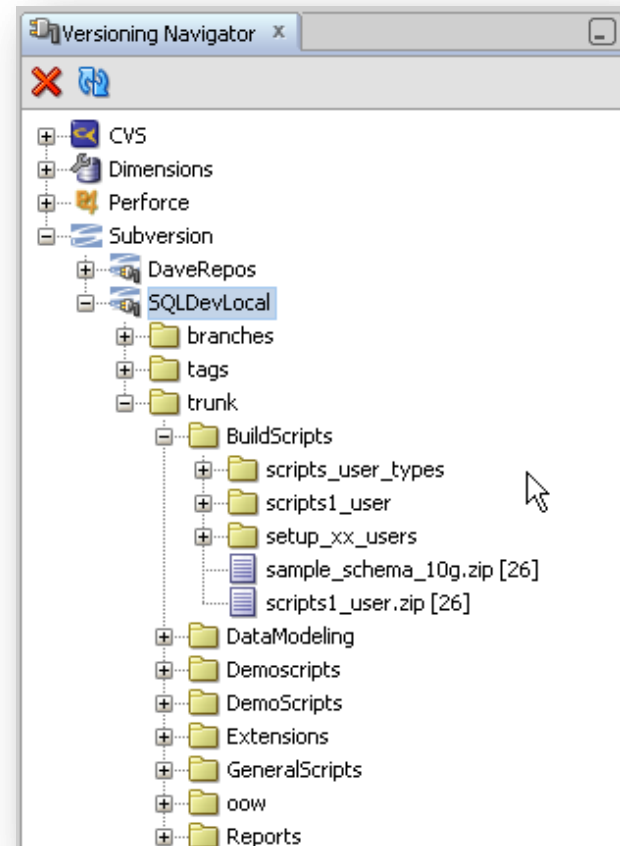 Versioning Navigator x
CVS
Dimensions
Perforce
Subversion
DaveRepos
SQLDevLocal
branches
tags
trunk
BuildScripts
scripts_user_types
scripts1_user
setup_xx_users
sample_schema_10g.zip [26]
scripts1_user.zip [26]
DataModeling
Demoscripts
DemoScripts
Extensions
GeneralScripts
oow
Reports